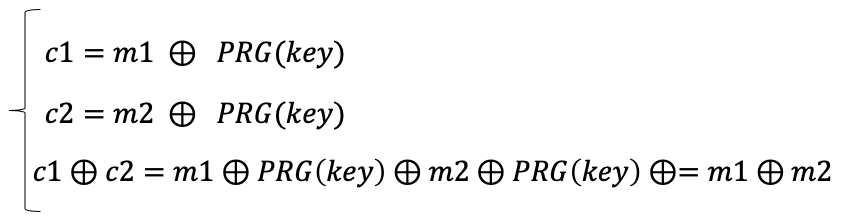 c1 = m1 ⊕ PRG(key)
c2 = m2 ⊕ PRG(key)
c1 ⊕ c2 = m1 ⊕ PRG(key) ⊕ m2 ⊕ PRG(key) ⊕= m1 ⊕ m2